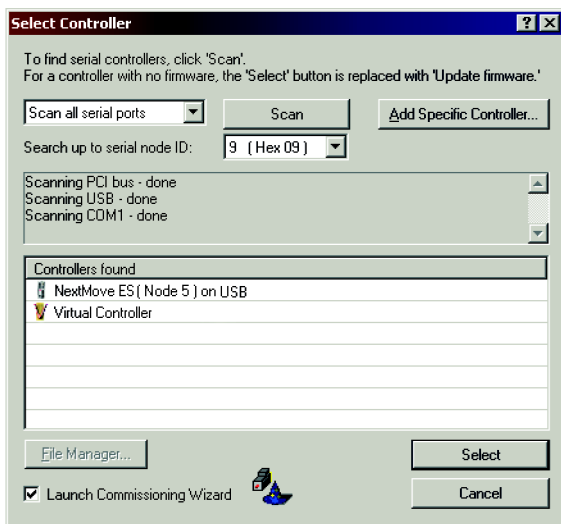 Select Controller
To find serial controllers, click 'Scan'.
For a controller with no firmware, the 'Select' button is replaced with 'Update firmware.'
Scan all serial ports
Scan
Add Specific Controller...
Search up to serial node ID:
9 ( Hex 09 )
Scanning PCI bus - done
Scanning USB - done
Scanning COM1 - done
Controllers found
NextMove ES ( Node 5 ) on USB
Virtual Controller
File Manager...
Select
Launch Commissioning Wizard
Cancel